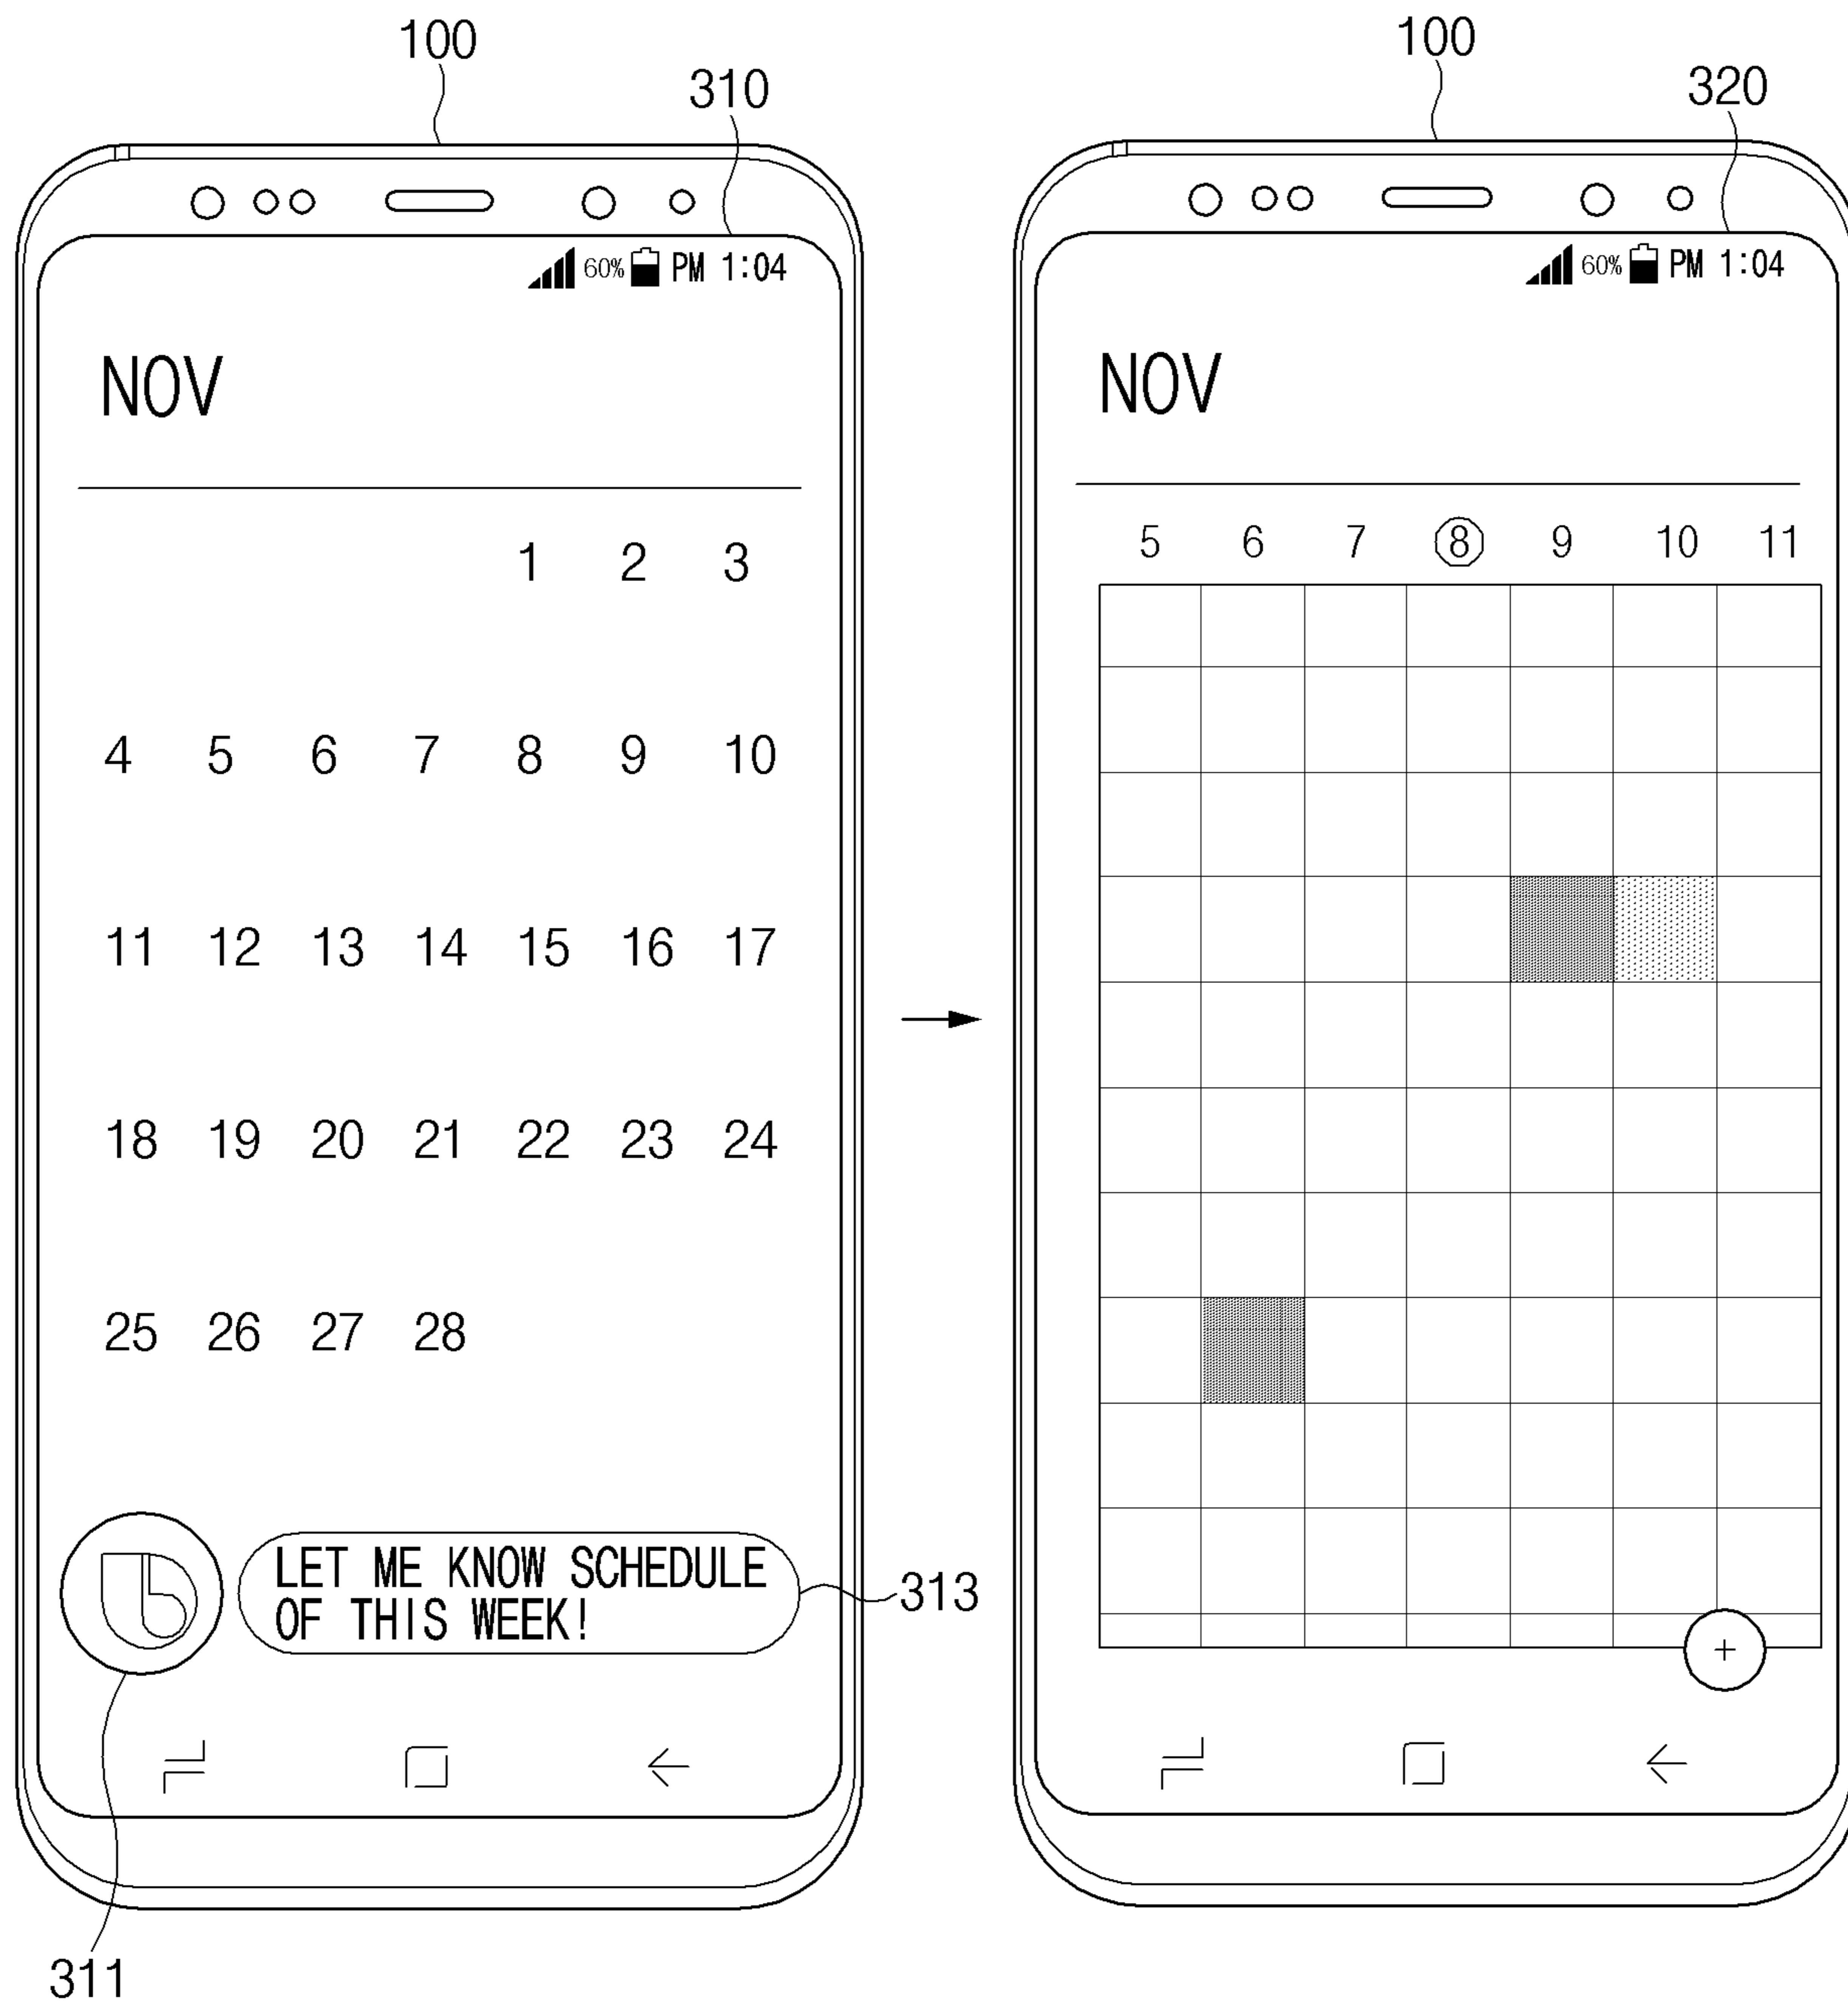 100
310
60% PM 1:04
NOV
1 2 3
4 5 6 7 8 9 10
11 12 13 14 15 16 17
18 19 20 21 22 23 24
25 26 27 28
LET ME KNOW SCHEDULE
OF THIS WEEK!
313
311
100
320
60% PM 1:04
NOV
5 6 7 8 9 10 11
+